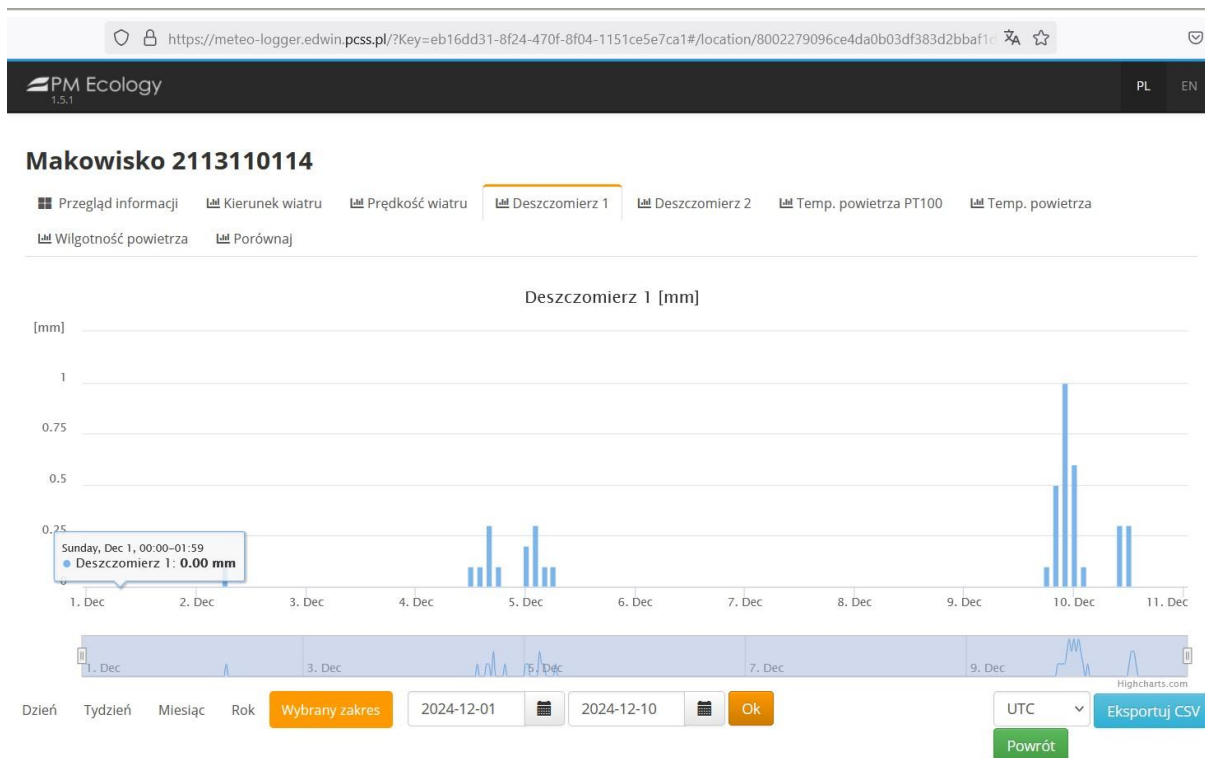 https://meteo-logger.edwin.pcss.pl/?Key=eb16dd31-8f24-470f-8f04-1151ce5e7ca1#/location/8002279096ce4da0b03df383d2bbaf1d
PM Ecology PL EN
1.5.1
Makowisko 2113110114
Przegląd informacji Kierunek wiatru Prędkość wiatru Deszczomierz 1 Deszczomierz 2 Temp. powietrza PT100 Temp. powietrza
Wilgotność powietrza Porównaj
Deszczomierz 1 [mm]
[mm]
1
0.75
0.5
0.25
Sunday, Dec 1, 00:00–01:59
Deszczomierz 1: 0.00 mm
0
1. Dec 2. Dec 3. Dec 4. Dec 5. Dec 6. Dec 7. Dec 8. Dec 9. Dec 10. Dec 11. Dec
1. Dec 3. Dec 5. Dec 7. Dec 9. Dec
Highcharts.com
Dzień Tydzień Miesiąc Rok Wybrany zakres 2024-12-01 2024-12-10 Ok UTC Eksportuj CSV
Powrót